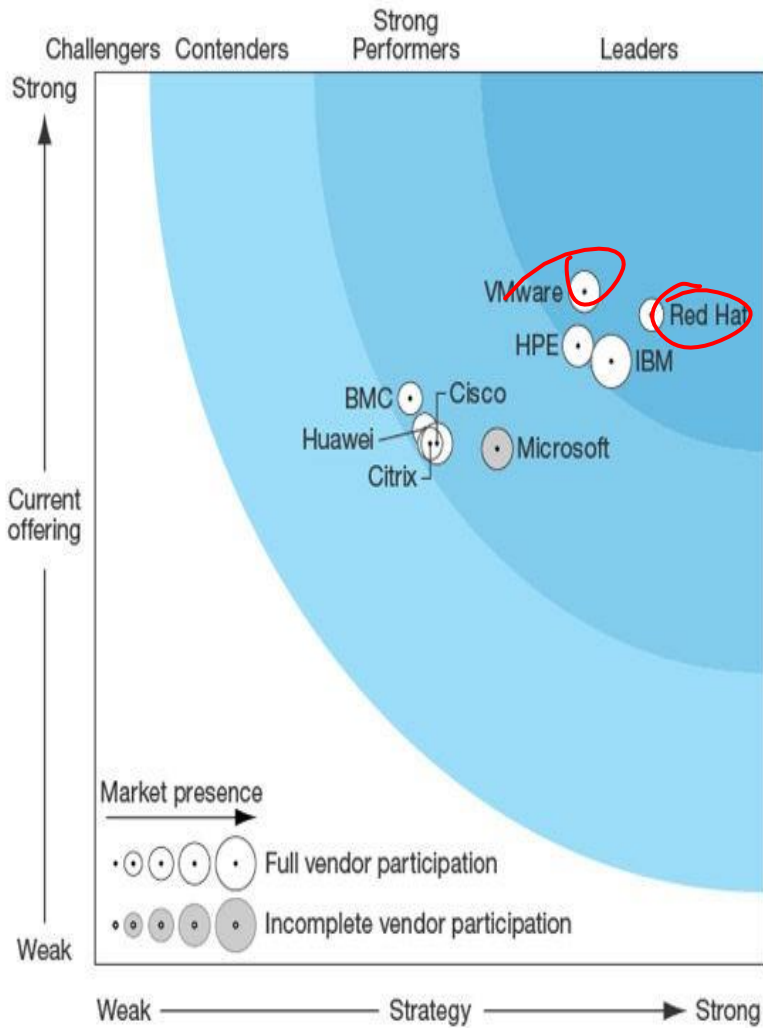 Strong
Challengers Contenders Performers Leaders
Strong
VMware
Red Hat
HPE
IBM
BMC
Cisco
Huawei
Microsoft
Citrix
Current
offering
Market presence
Full vendor participation
Incomplete vendor participation
Weak
Weak Strategy Strong